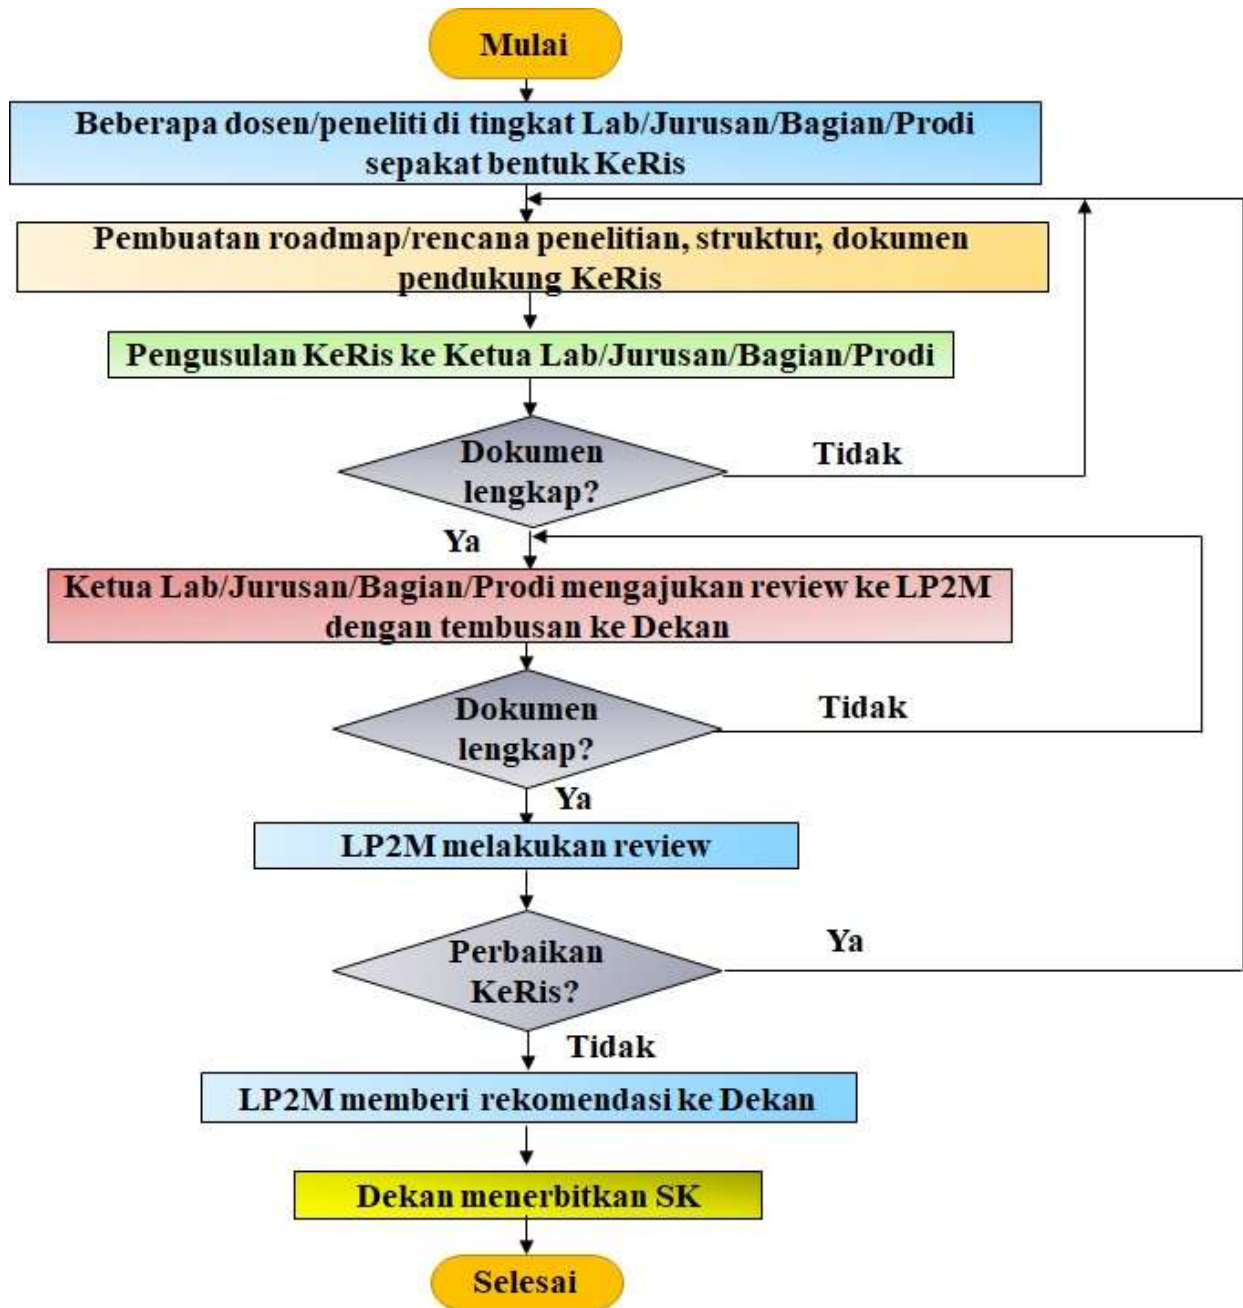 Mulai
Beberapa dosen/peneliti di tingkat Lab/Jurusan/Bagian/Prodi
sepakat bentuk KeRis
Pembuatan roadmap/rencana penelitian, struktur, dokumen
pendukung KeRis
Pengusulan KeRis ke Ketua Lab/Jurusan/Bagian/Prodi
Dokumen
lengkap?
Tidak
Ya
Ketua Lab/Jurusan/Bagian/Prodi mengajukan review ke LP2M
dengan tembusan ke Dekan
Dokumen
lengkap?
Tidak
Ya
LP2M melakukan review
Perbaikan
KeRis?
Ya
Tidak
LP2M memberi rekomendasi ke Dekan
Dekan menerbitkan SK
Selesai